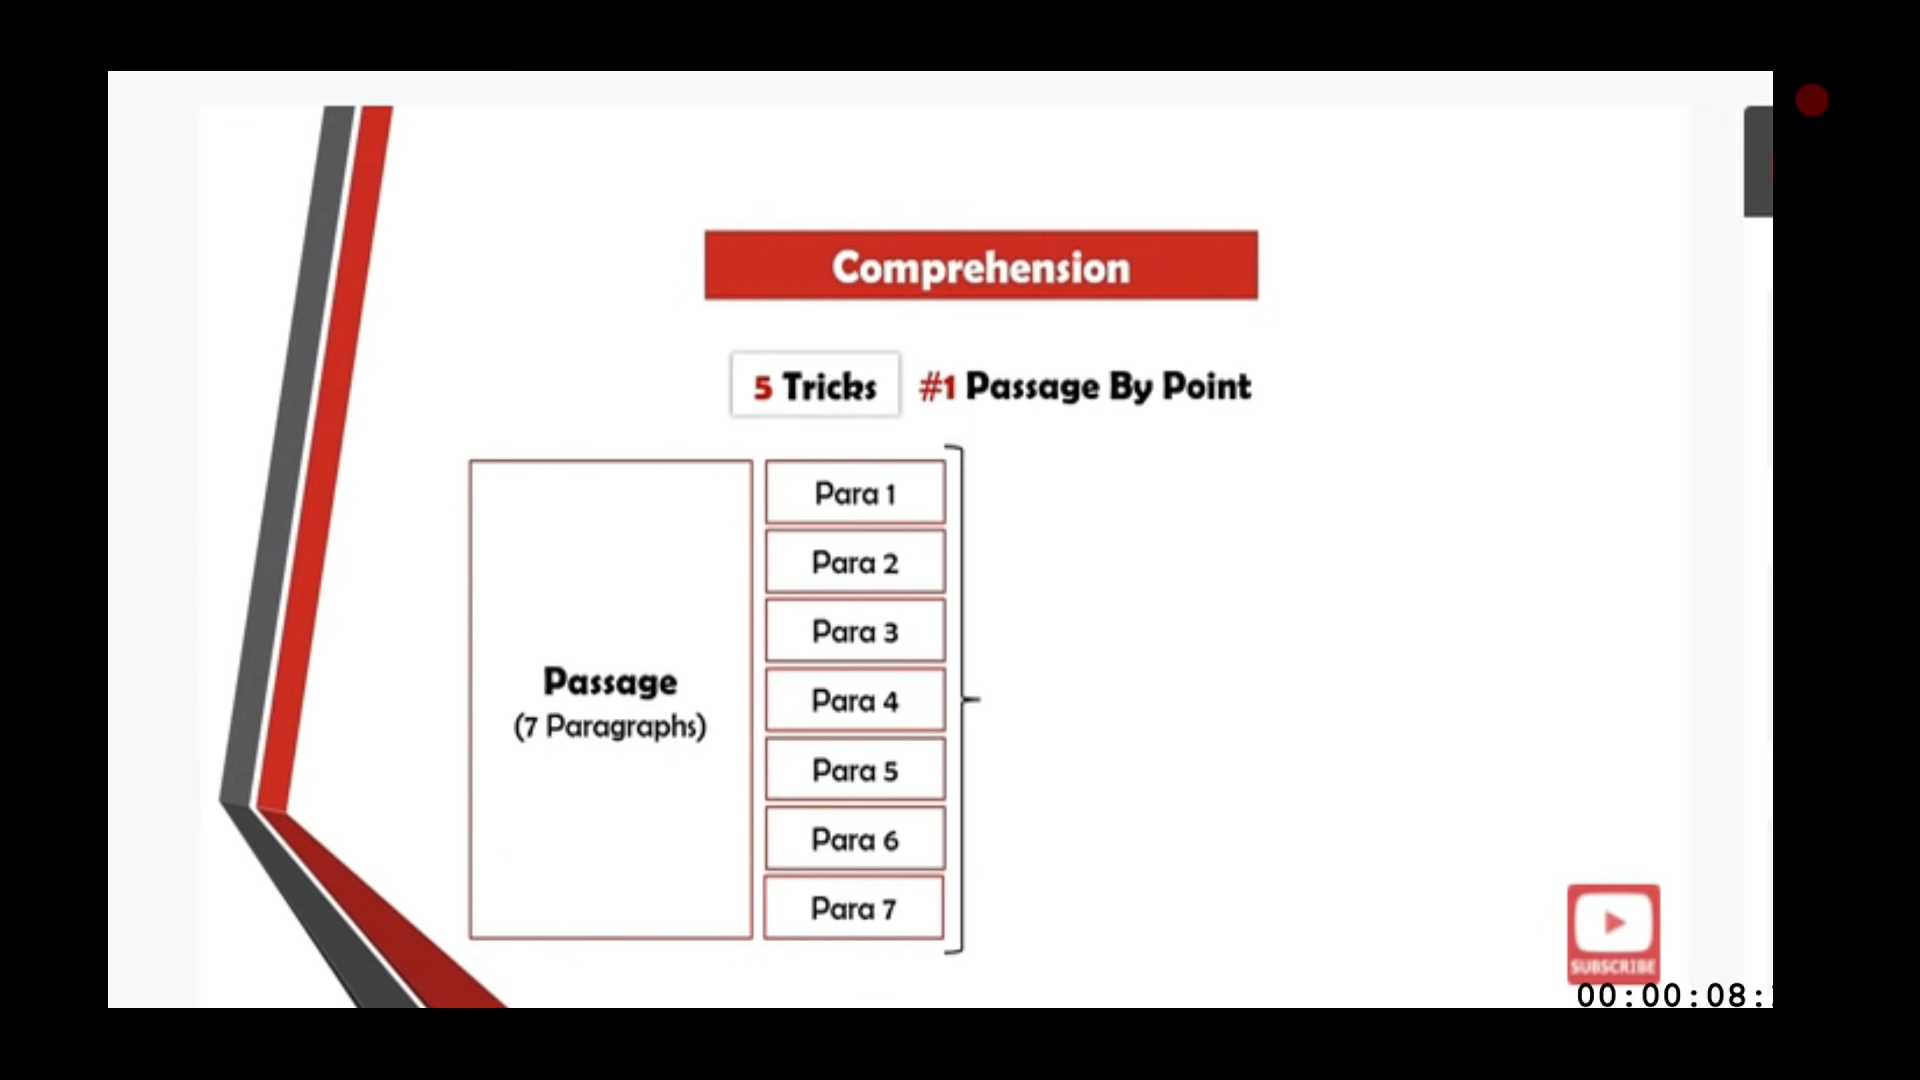 Comprehension
5 Tricks #1 Passage By Point
Passage
(7 Paragraphs)
Para 1
Para 2
Para 3
Para 4
Para 5
Para 6
Para 7
SUBSCRIBE
00:00:08: